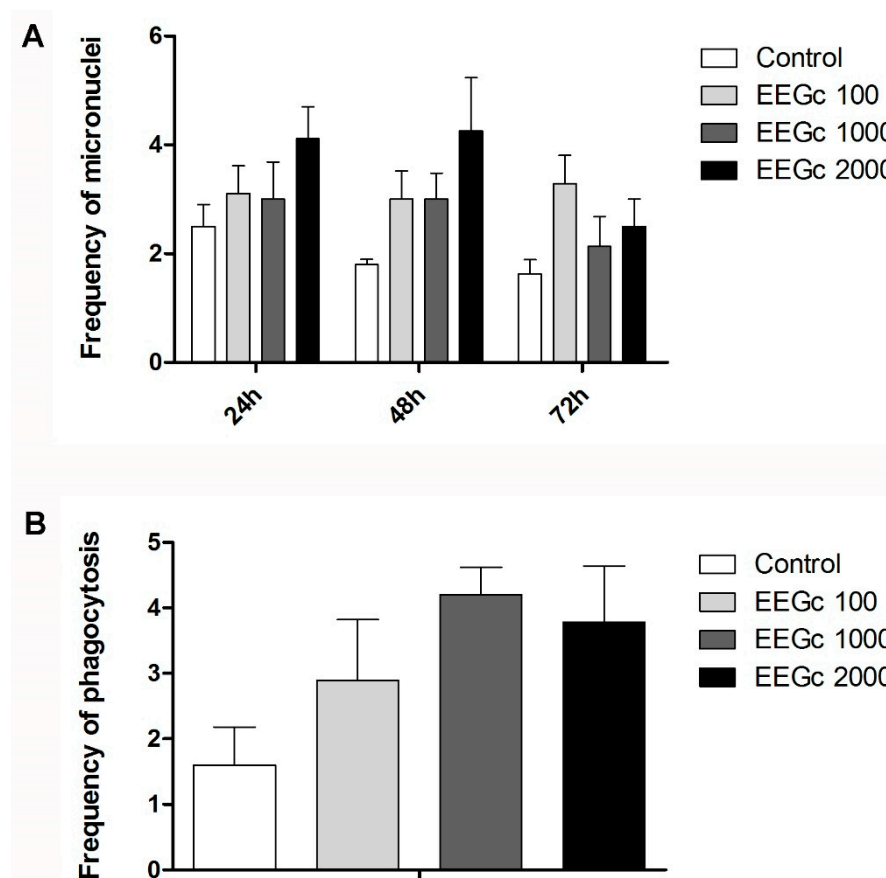 A
Frequency of micronuclei
6
4
2
0
24h
48h
72h
Control
EEGc 100
EEGc 1000
EEGc 2000
B
Frequency of phagocytosis
5
4
3
2
1
0
Control
EEGc 100
EEGc 1000
EEGc 2000